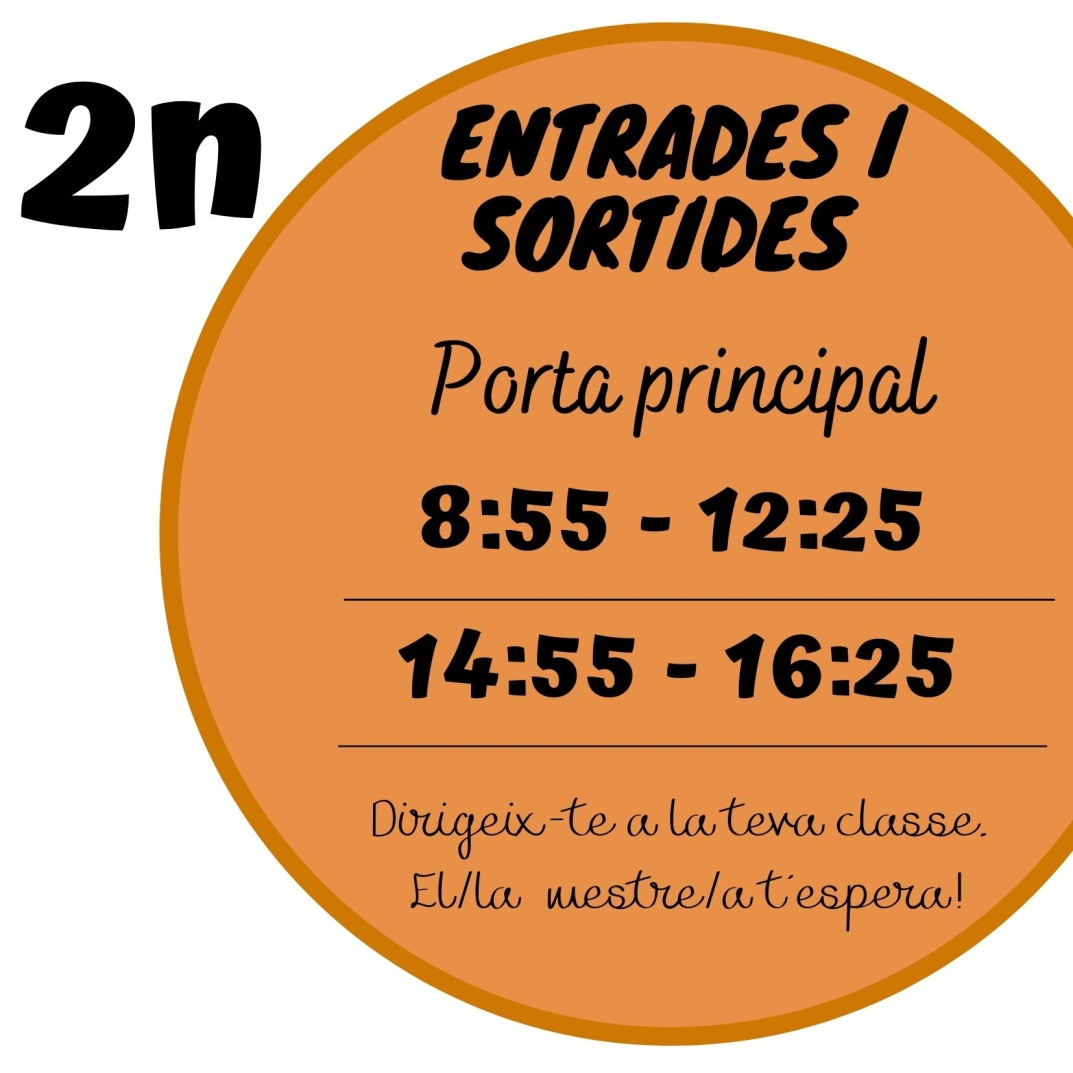 2n
ENTRADES I
SORTIDES
Porta principal
8:55 - 12:25
14:55 - 16:25
Dirigeix-te a la teva classe.
El/la mestre/a t'espera!